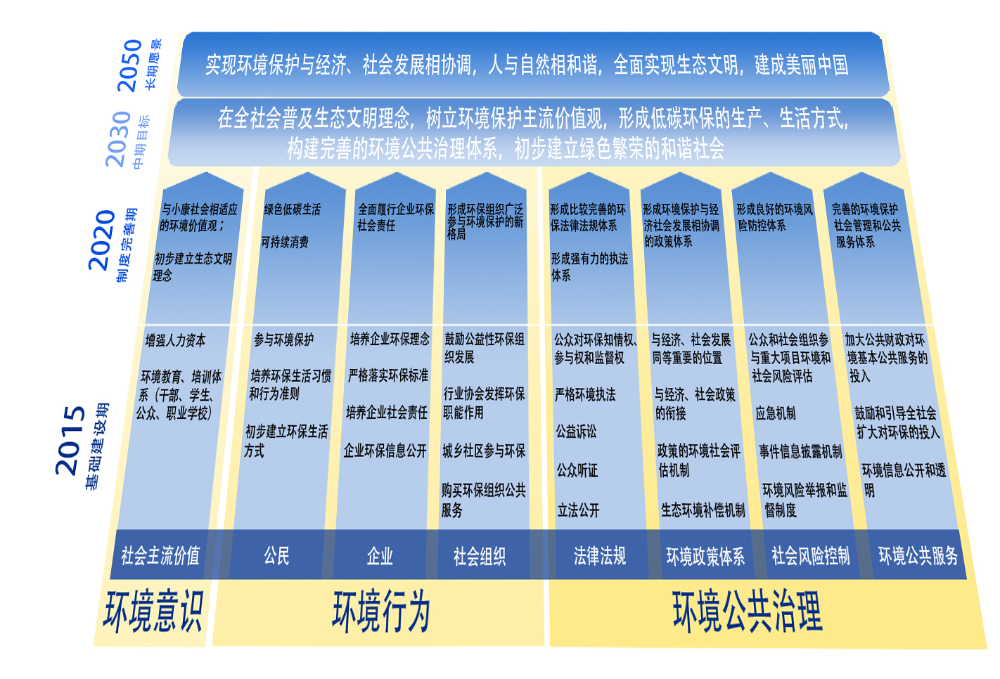 2050
长期愿景
实现环境保护与经济、社会发展相协调，人与自然相和谐，全面实现生态文明，建成美丽中国
2030
中期目标
在全社会普及生态文明理念，树立环境保护主流价值观，形成低碳环保的生产、生活方式，
构建完善的环境公共治理体系，初步建立绿色繁荣的和谐社会
2020
制度完善期
与小康社会相适应
的环境价值观；
初步建立生态文明
理念
绿色低碳生活
可持续消费
全面履行企业环保
社会责任
形成环保组织广泛
参与环境保护的新
格局
形成比较完善的环
保法律法规体系
形成强有力的执法
体系
形成环境保护与经
济社会发展相协调
的政策体系
形成良好的环境风
险防控体系
完善的环境保护
社会管理和公共
服务体系
2015
基础建设期
增强人力资本
环境教育、培训体
系（干部、学生、
公众、职业学校）
参与环境保护
培养环保生活习惯
和行为准则
初步建立环保生活
方式
培养企业环保理念
严格落实环保标准
培养企业社会责任
企业环保信息公开
鼓励公益性环保组
织发展
行业协会发挥环保
职能作用
城乡社区参与环保
购买环保组织公共
服务
公众对环保知情权、
参与权和监督权
严格环境执法
公益诉讼
公众听证
立法公开
与经济、社会发展
同等重要的位置
与经济、社会政策
的衔接
政策的环境社会评
估机制
生态环境补偿机制
公众和社会组织参
与重大项目环境和
社会风险评估
应急机制
事件信息披露机制
环境风险举报和监
督制度
加大公共财政对环
境基本公共服务的
投入
鼓励和引导全社会
扩大对环保的投入
环境信息公开和透
明
社会主流价值
公民
企业
社会组织
法律法规
环境政策体系
社会风险控制
环境公共服务
环境意识
环境行为
环境公共治理